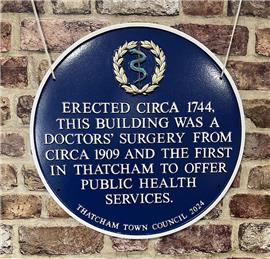 ERECTED CIRCA 1744,
THIS BUILDING WAS A
DOCTORS' SURGERY FROM
CIRCA 1909 AND THE FIRST
IN THATCHAM TO OFFER
PUBLIC HEALTH
SERVICES.
THATCHAM TOWN COUNCIL 2024